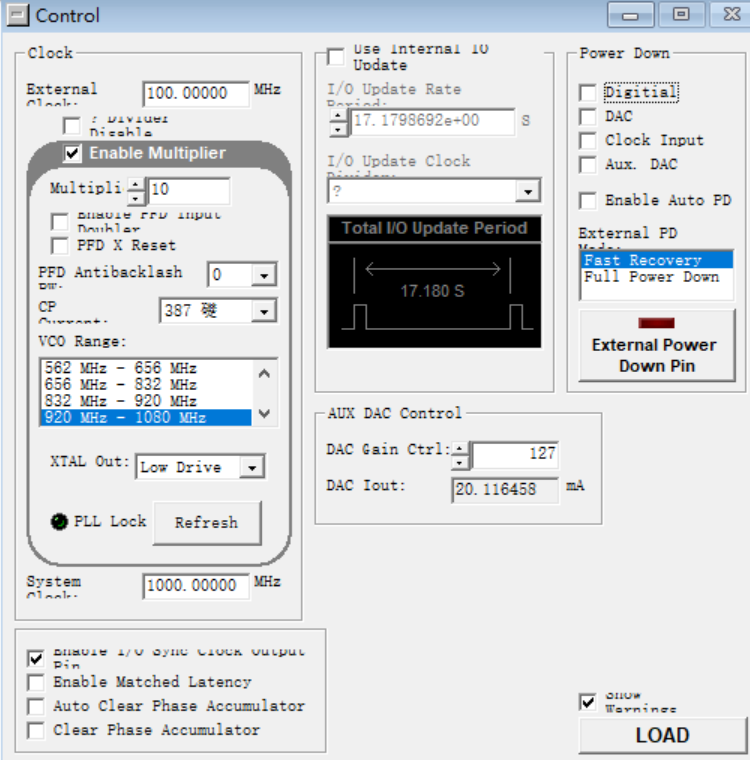 Control
Clock
External
Clock:
100.00000 MHz
? Divider
Disable
Enable Multiplier
Multipli
10
Enable PFD Input
Doubler
PFD X Reset
PFD Antibacklash
PW:
0
CP
Current:
387 礎
VCO Range:
562 MHz - 656 MHz
656 MHz - 832 MHz
832 MHz - 920 MHz
920 MHz - 1080 MHz
XTAL Out: Low Drive
PLL Lock
Refresh
System
Clock:
1000.00000 MHz
Enable I/O Sync Clock Output
Pin
Enable Matched Latency
Auto Clear Phase Accumulator
Clear Phase Accumulator
Use Internal IO
Update
I/O Update Rate
Period:
17.1798692e+00 S
I/O Update Clock
Divider:
?
Total I/O Update Period
17.180 S
AUX DAC Control
DAC Gain Ctrl: 127
DAC Iout: 20.116458 mA
Power Down
Digitial
DAC
Clock Input
Aux. DAC
Enable Auto PD
External PD
Mode:
Fast Recovery
Full Power Down
External Power
Down Pin
Show
Warnings
LOAD